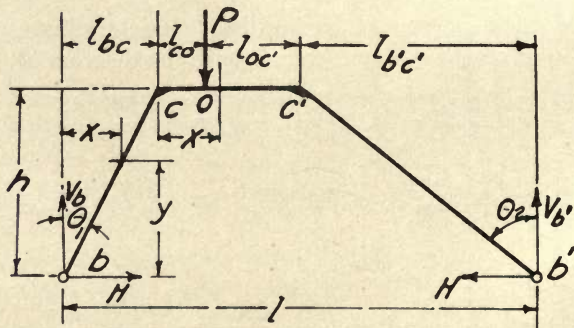 P
l_bc l_co l_oc' l_b'c'
c o c'
x x
h
V_b y θ_2 V_b'
θ_1
b b'
H H
l